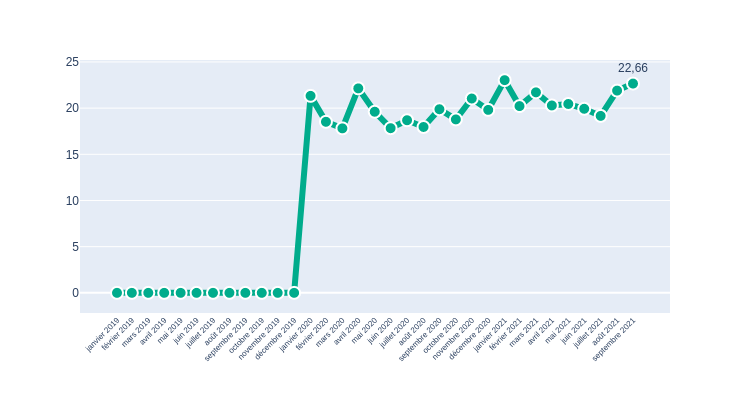 25
22,66
20
15
10
5
0
janvier 2019
février 2019
mars 2019
avril 2019
mai 2019
juin 2019
juillet 2019
août 2019
septembre 2019
octobre 2019
novembre 2019
décembre 2019
janvier 2020
février 2020
mars 2020
avril 2020
mai 2020
juin 2020
juillet 2020
août 2020
septembre 2020
octobre 2020
novembre 2020
décembre 2020
janvier 2021
février 2021
mars 2021
avril 2021
mai 2021
juin 2021
juillet 2021
août 2021
septembre 2021